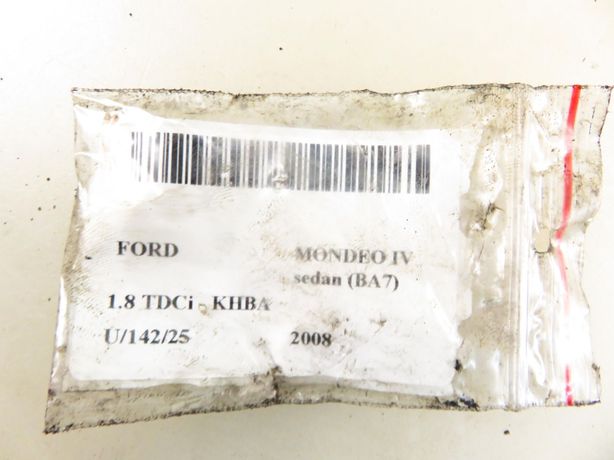 FORD MONDEO IV
sedan (BA7)
1.8 TDCi - KHBA
U/142/25 2008